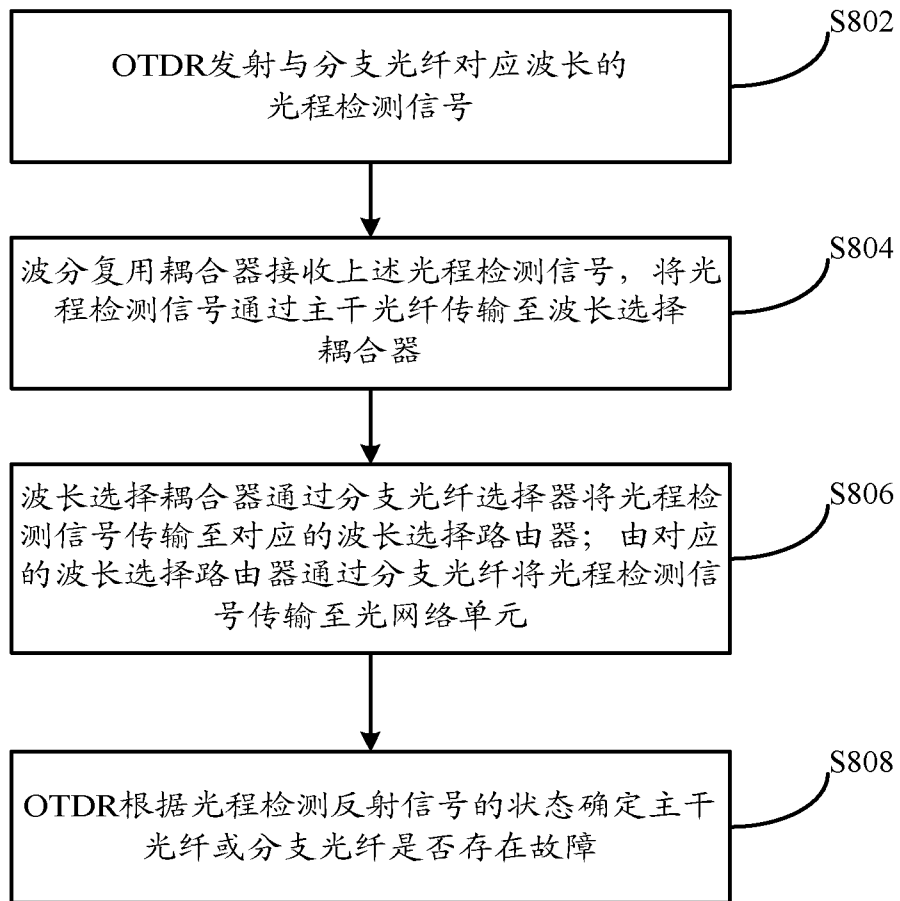 S802
OTDR发射与分支光纤对应波长的
光程检测信号
S804
波分复用耦合器接收上述光程检测信号，将光
程检测信号通过主干光纤传输至波长选择
耦合器
S806
波长选择耦合器通过分支光纤选择器将光程检
测信号传输至对应的波长选择路由器；由对应
的波长选择路由器通过分支光纤将光程检测信
号传输至光网络单元
S808
OTDR根据光程检测反射信号的状态确定主干
光纤或分支光纤是否存在故障